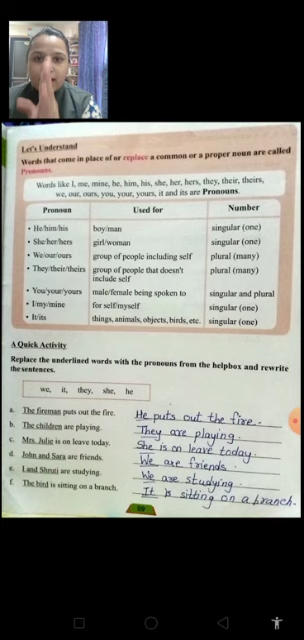 Let's Understand
Words that come in place of or replace a common or a proper noun are called
Pronouns.
Words like I, me, mine, he, him, his, she, her, hers, they, their, theirs,
we, our, ours, you, your, yours, it and its are Pronouns.
Pronoun Used for Number
• He/him/his boy/man singular (one)
• She/her/hers girl/woman singular (one)
• We/our/ours group of people including self plural (many)
• They/their/theirs group of people that doesn't plural (many)
include self
• You/your/yours male/female being spoken to singular and plural
• I/my/mine for self/myself singular (one)
• It/its things, animals, objects, birds, etc. singular (one)
A Quick Activity
Replace the underlined words with the pronouns from the helpbox and rewrite
the sentences.
we, it, they, she, he
a. The fireman puts out the fire. He puts out the fire.
b. The children are playing. They are playing.
c. Mrs. Julie is on leave today. She is on leave today.
d. John and Sara are friends. We are friends.
e. I and Shruti are studying. We are studying.
f. The bird is sitting on a branch. It is sitting on a branch.